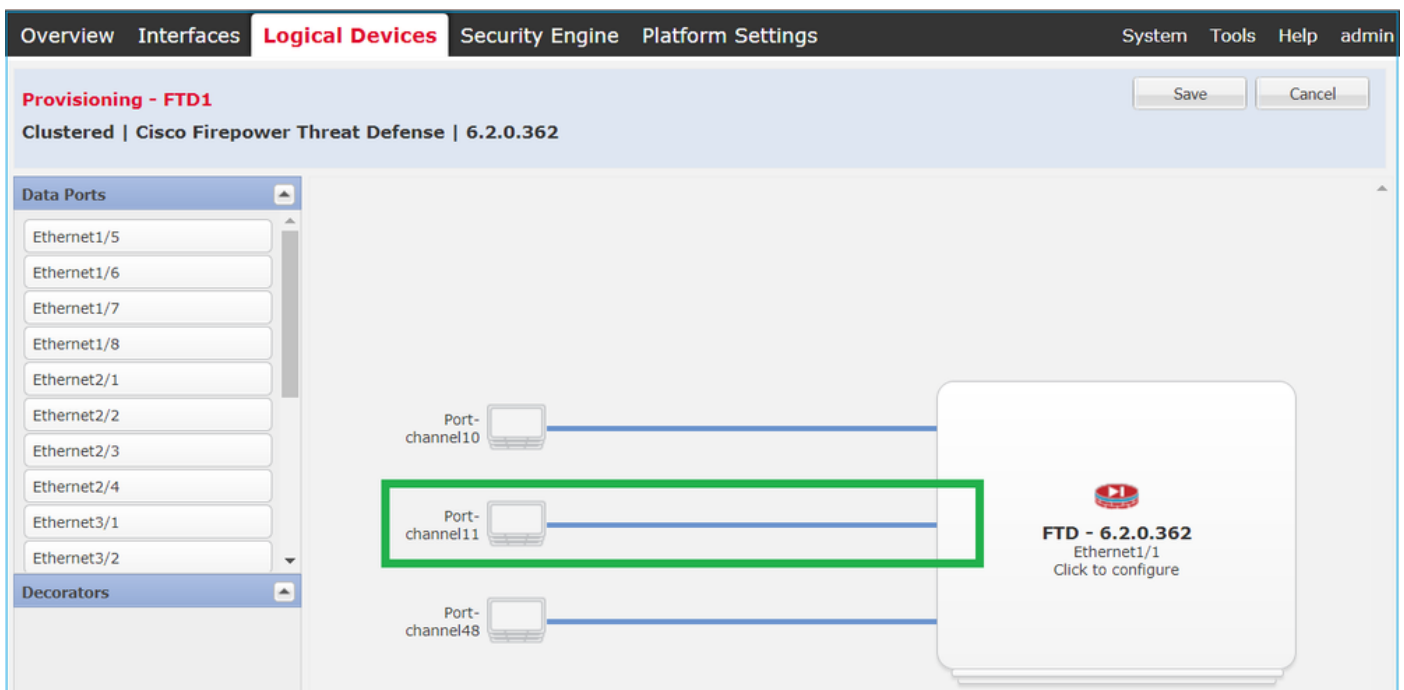 Overview Interfaces Logical Devices Security Engine Platform Settings System Tools Help admin
Provisioning - FTD1
Save Cancel
Clustered | Cisco Firepower Threat Defense | 6.2.0.362
Data Ports
Ethernet1/5
Ethernet1/6
Ethernet1/7
Ethernet1/8
Ethernet2/1
Ethernet2/2
Ethernet2/3
Ethernet2/4
Ethernet3/1
Ethernet3/2
Decorators
Port-
channel10
Port-
channel11
Port-
channel48
FTD - 6.2.0.362
Ethernet1/1
Click to configure